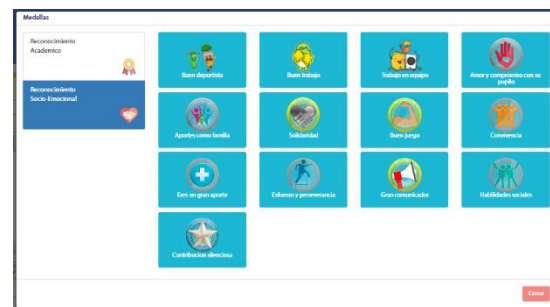 Medallas
Reconocimiento
Academico
Reconocimiento
Socio-Emocional
Buen deportista
Buen trabajo
Trabajo en equipo
Amor y compromiso con su
pupilo
Aportes como familia
Solidaridad
Buen juego
Convivencia
Eres un gran aporte
Esfuerzo y perseverancia
Gran comunicador
Habilidades sociales
Contribucion silenciosa
Cerrar